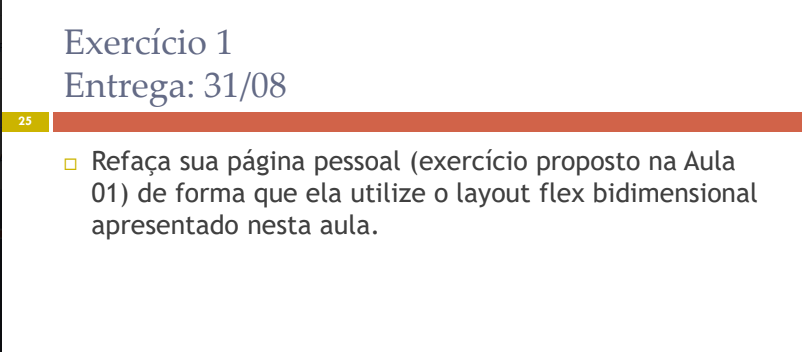 Exercício 1
Entrega: 31/08
25
Refaça sua página pessoal (exercício proposto na Aula
01) de forma que ela utilize o layout flex bidimensional
apresentado nesta aula.